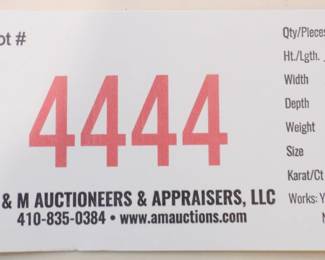 ot #
4444
& M AUCTIONEERS & APPRAISERS, LLC
410-835-0384 • www.amauctions.com
Qty/Pieces
Ht./Lgth.
Width
Depth
Weight
Size
Karat/Ct
Works: Y
N